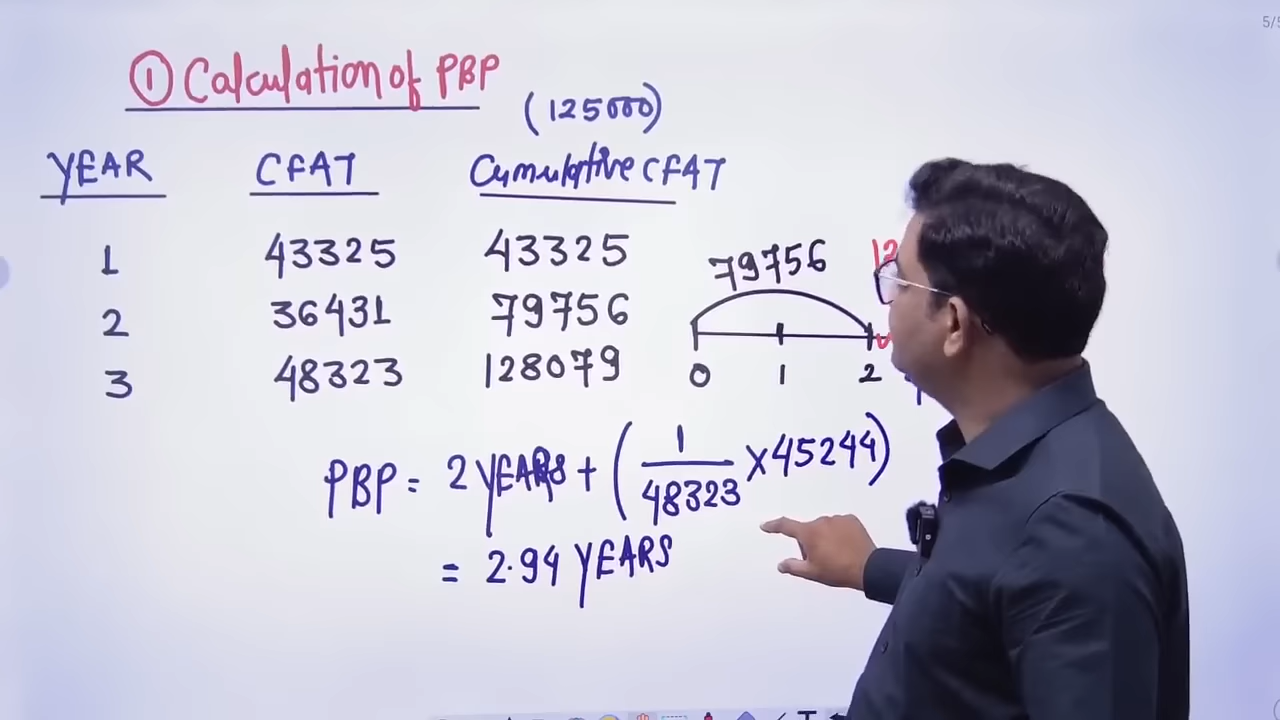 5/5
① Calculation of PBP
(125000)
YEAR CFAT Cumulative CFAT
1 43325 43325
2 36431 79756
3 48323 128079
79756
0 1 2
PBP = 2 YEARS + (1/48323 × 45244)
= 2.94 YEARS